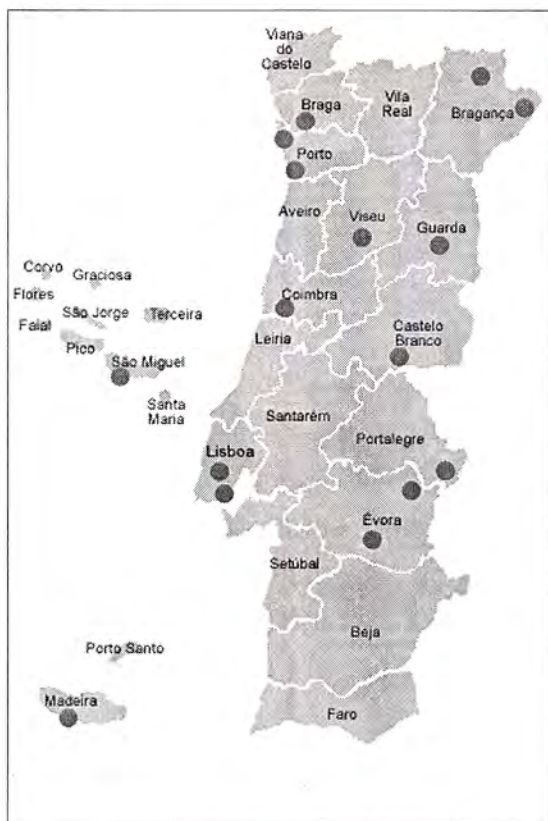 Viana
do
Castelo
Braga
Vila
Real
Bragança
Porto
Aveiro
Viseu
Guarda
Corvo
Graciosa
Flores
Coimbra
São Jorge
Terceira
Faial
Castelo
Branco
Leiria
Pico
São Miguel
Santa
Maria
Santarém
Portalegre
Lisboa
Évora
Setúbal
Beja
Porto Santo
Madeira
Faro